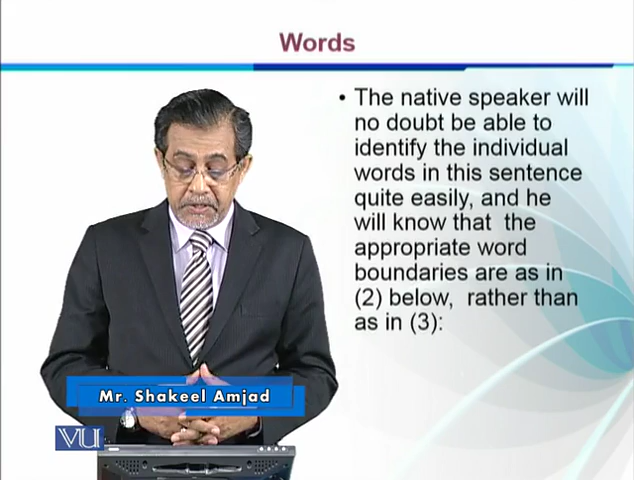 Words
• The native speaker will
no doubt be able to
identify the individual
words in this sentence
quite easily, and he
will know that the
appropriate word
boundaries are as in
(2) below, rather than
as in (3):
Mr. Shakeel Amjad
VU